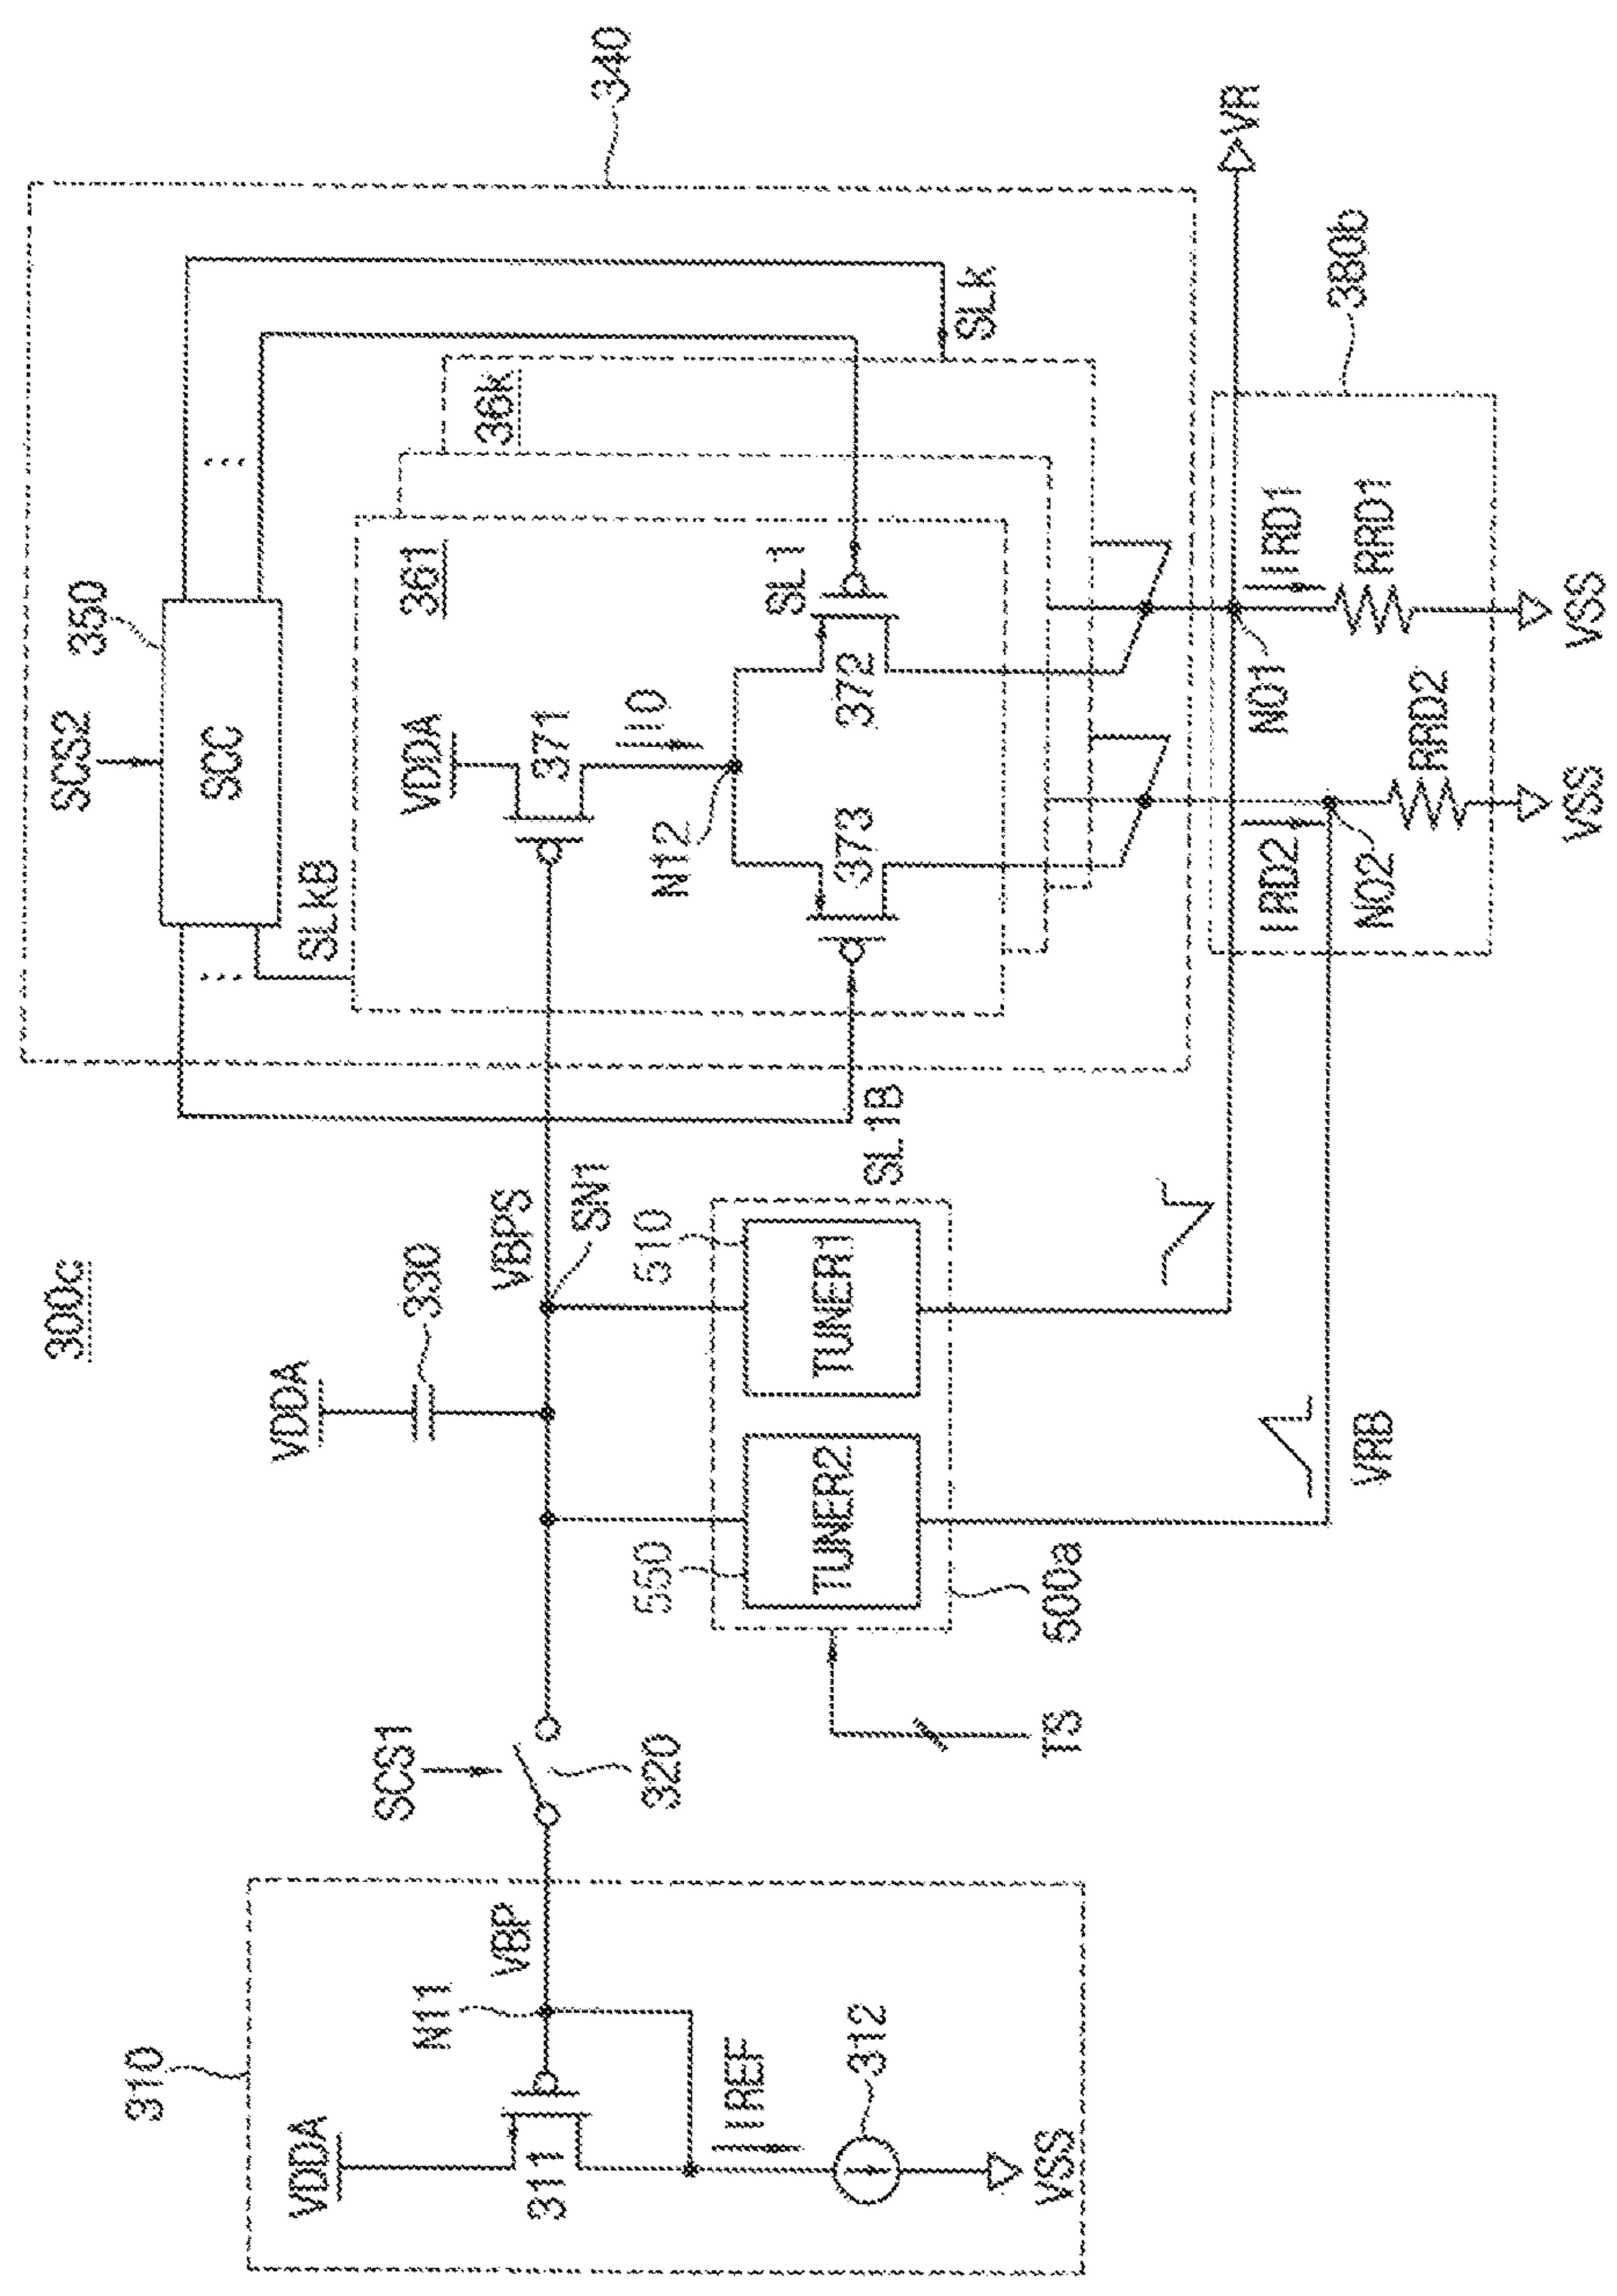 300c
310
VDDA
311
N11
VBP
IREF
312
VSS
SCS1
320
VDDA
330
VBPS
SN1
550
TUNER2
510
TUNER1
500a
TS
SL1B
VRB
340
SCS2
350
SCC
SLkB
SLk
361
36k
VDDA
371
II0
N12
373
372
SL1
VR
380b
IRD2
NO2
RRD2
VSS
NO1
IRD1
RRD1
VSS